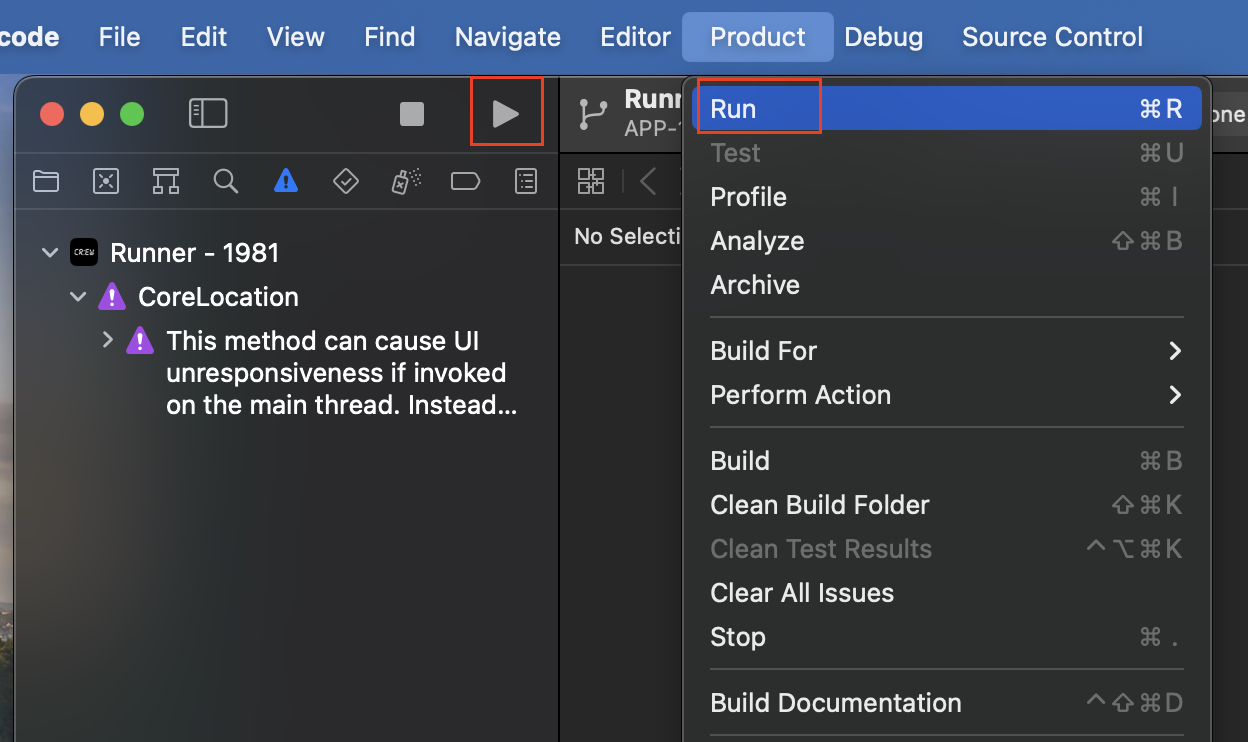 code File Edit View Find Navigate Editor Product Debug Source Control
Runn
APP-
one
No Selecti
CREW Runner - 1981
CoreLocation
This method can cause UI
unresponsiveness if invoked
on the main thread. Instead...
Run ⌘R
Test ⌘U
Profile ⌘I
Analyze ⇧⌘B
Archive
Build For
Perform Action
Build ⌘B
Clean Build Folder ⇧⌘K
Clean Test Results ^⌥⌘K
Clear All Issues
Stop ⌘.
Build Documentation ^⇧⌘D